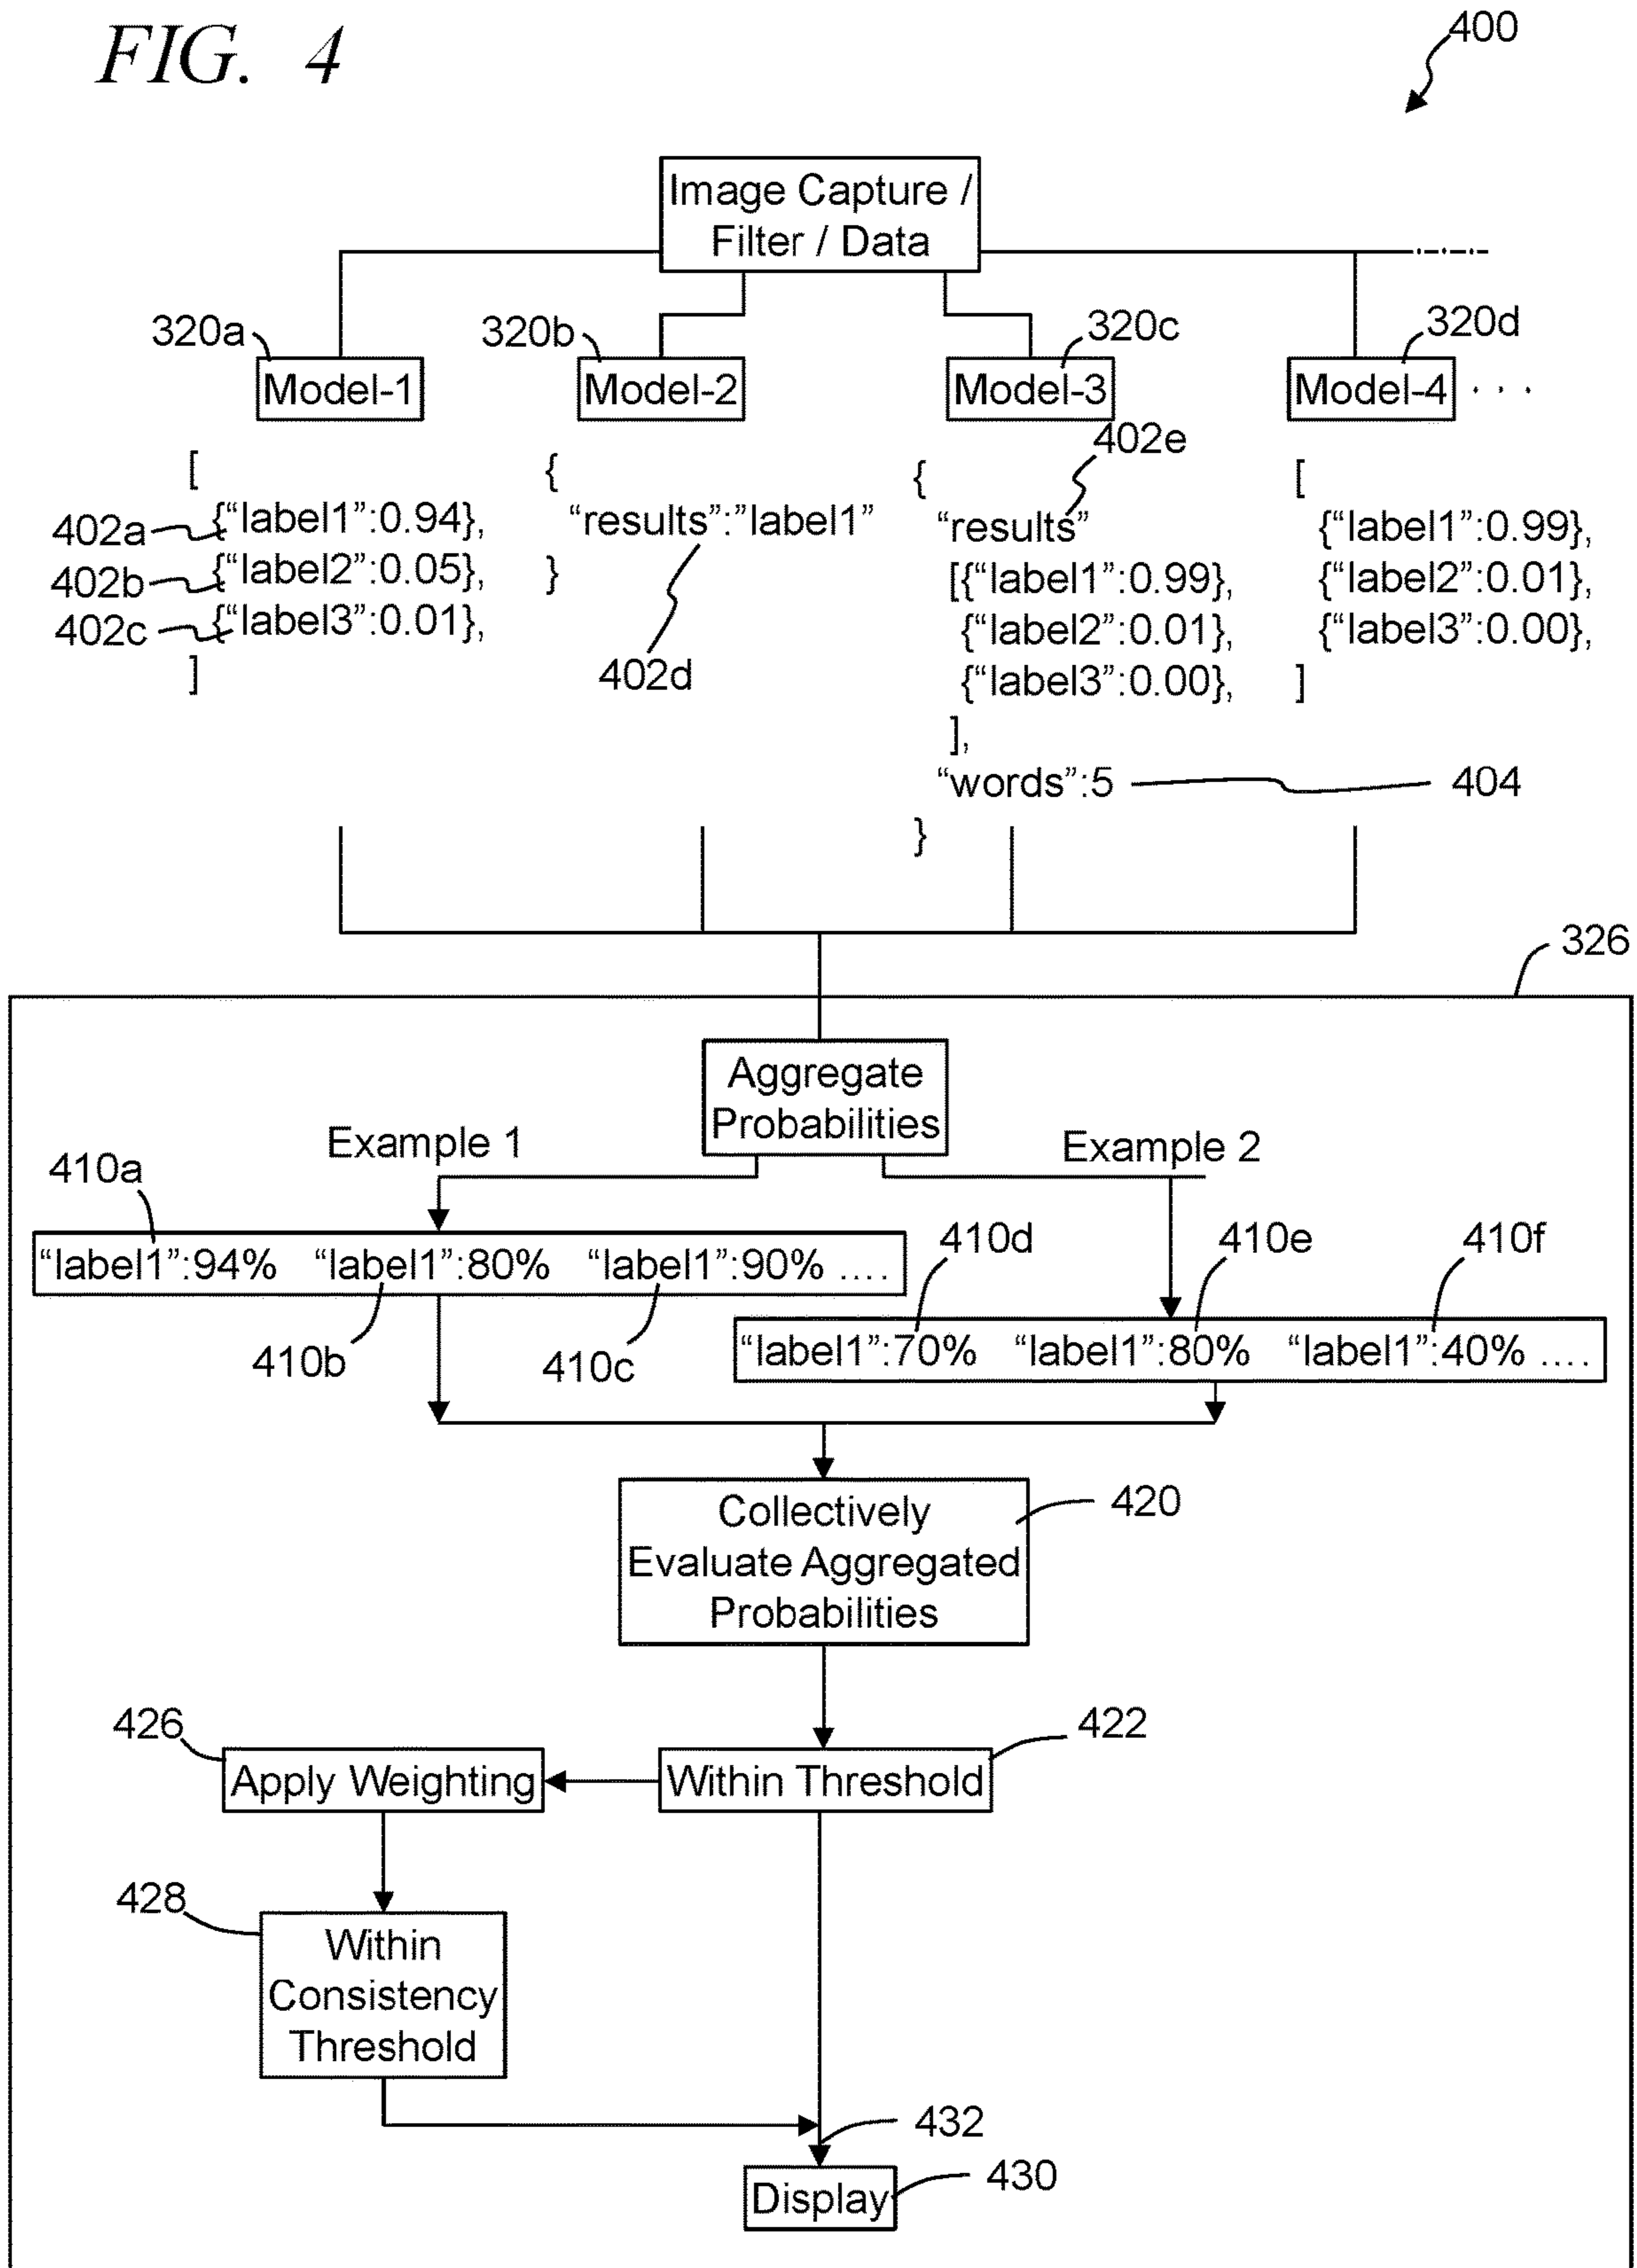 FIG. 4
400
Image Capture /
Filter / Data
320a
320b
320c
320d
Model-1
Model-2
Model-3
Model-4 . . .
402e
[
{“label1”:0.94},
{“label2”:0.05},
{“label3”:0.01},
]
402a
402b
402c
{
“results”:”label1”
}
402d
{
“results”
[{“label1”:0.99},
{“label2”:0.01},
{“label3”:0.00},
],
“words”:5
}
404
[
{“label1”:0.99},
{“label2”:0.01},
{“label3”:0.00},
]
326
Aggregate
Probabilities
Example 1
Example 2
410a
“label1”:94% “label1”:80% “label1”:90% ....
410b
410c
410d
410e
410f
“label1”:70% “label1”:80% “label1”:40% ....
Collectively
Evaluate Aggregated
Probabilities
420
426
422
Apply Weighting
Within Threshold
428
Within
Consistency
Threshold
432
430
Display